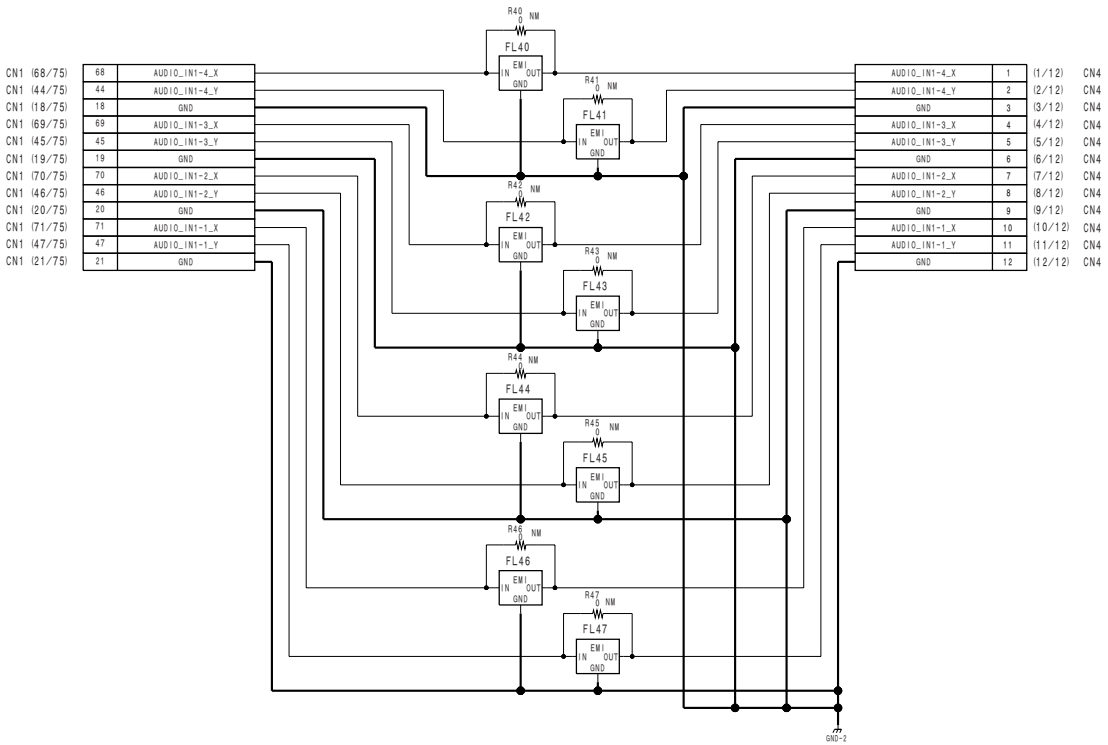 R40 0 NM
FL40
EMI
IN OUT
GND
CN1 (68/75) 68 AUDIO_IN1-4_X
CN1 (44/75) 44 AUDIO_IN1-4_Y
CN1 (18/75) 18 GND
CN1 (69/75) 69 AUDIO_IN1-3_X
CN1 (45/75) 45 AUDIO_IN1-3_Y
CN1 (19/75) 19 GND
CN1 (70/75) 70 AUDIO_IN1-2_X
CN1 (46/75) 46 AUDIO_IN1-2_Y
CN1 (20/75) 20 GND
CN1 (71/75) 71 AUDIO_IN1-1_X
CN1 (47/75) 47 AUDIO_IN1-1_Y
CN1 (21/75) 21 GND
R41 0 NM
FL41
EMI
IN OUT
GND
R42 0 NM
FL42
EMI
IN OUT
GND
R43 0 NM
FL43
EMI
IN OUT
GND
R44 0 NM
FL44
EMI
IN OUT
GND
R45 0 NM
FL45
EMI
IN OUT
GND
R46 0 NM
FL46
EMI
IN OUT
GND
R47 0 NM
FL47
EMI
IN OUT
GND
AUDIO_IN1-4_X 1 (1/12) CN4
AUDIO_IN1-4_Y 2 (2/12) CN4
GND 3 (3/12) CN4
AUDIO_IN1-3_X 4 (4/12) CN4
AUDIO_IN1-3_Y 5 (5/12) CN4
GND 6 (6/12) CN4
AUDIO_IN1-2_X 7 (7/12) CN4
AUDIO_IN1-2_Y 8 (8/12) CN4
GND 9 (9/12) CN4
AUDIO_IN1-1_X 10 (10/12) CN4
AUDIO_IN1-1_Y 11 (11/12) CN4
GND 12 (12/12) CN4
GND-2